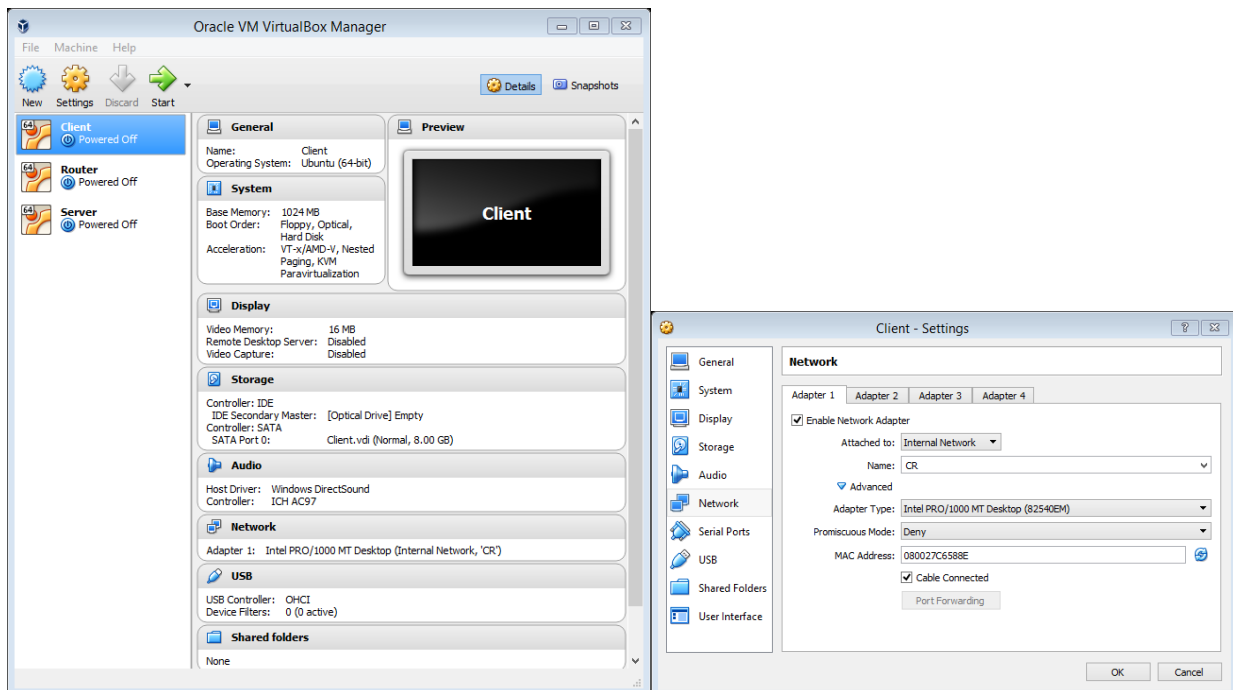 Oracle VM VirtualBox Manager
File Machine Help
New Settings Discard Start
Details Snapshots
64 Client
Powered Off
64 Router
Powered Off
64 Server
Powered Off
General
Name: Client
Operating System: Ubuntu (64-bit)
System
Base Memory: 1024 MB
Boot Order: Floppy, Optical,
Hard Disk
Acceleration: VT-x/AMD-V, Nested
Paging, KVM
Paravirtualization
Preview
Client
Display
Video Memory: 16 MB
Remote Desktop Server: Disabled
Video Capture: Disabled
Storage
Controller: IDE
IDE Secondary Master: [Optical Drive] Empty
Controller: SATA
SATA Port 0: Client.vdi (Normal, 8.00 GB)
Audio
Host Driver: Windows DirectSound
Controller: ICH AC97
Network
Adapter 1: Intel PRO/1000 MT Desktop (Internal Network, 'CR')
USB
USB Controller: OHCI
Device Filters: 0 (0 active)
Shared folders
None
Client - Settings
?
General
System
Display
Storage
Audio
Network
Serial Ports
USB
Shared Folders
User Interface
Network
Adapter 1 Adapter 2 Adapter 3 Adapter 4
Enable Network Adapter
Attached to: Internal Network
Name: CR
Advanced
Adapter Type: Intel PRO/1000 MT Desktop (82540EM)
Promiscuous Mode: Deny
MAC Address: 080027C6588E
Cable Connected
Port Forwarding
OK Cancel